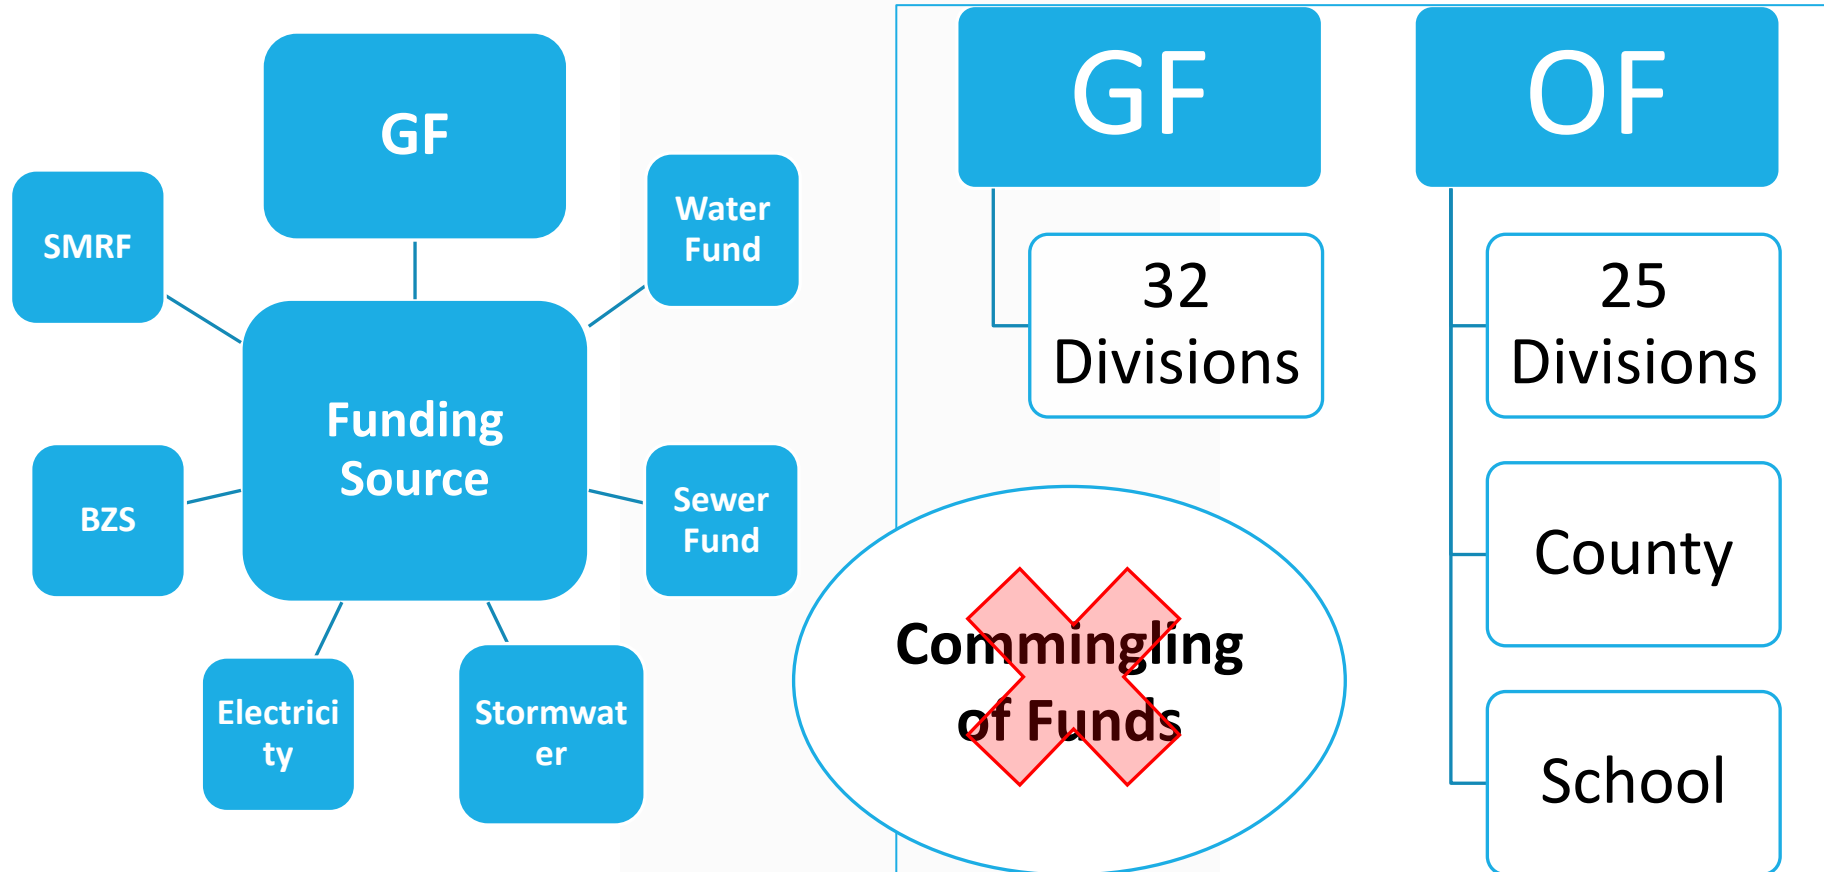 GF
SMRF
Water
Fund
Funding
Source
BZS
Sewer
Fund
Electrici
ty
Stormwat
er
GF
32
Divisions
OF
25
Divisions
County
School
Commingling
of Funds